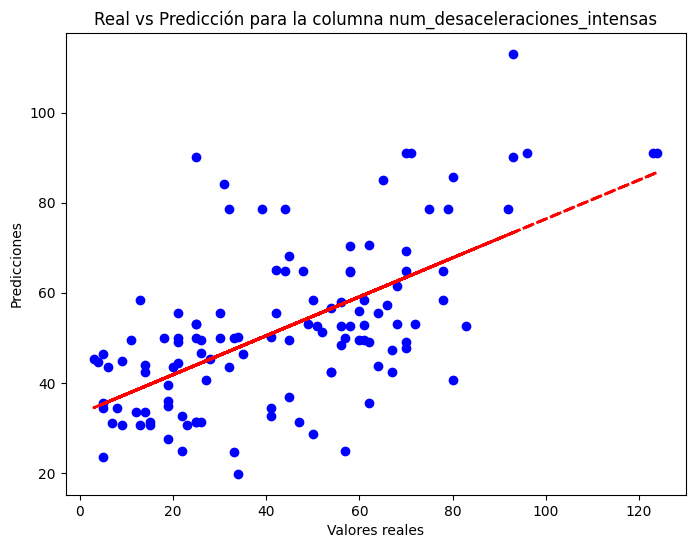 Real vs Predicción para la columna num_desaceleraciones_intensas
100
80
60
40
20
0 20 40 60 80 100 120
Predicciones
Valores reales